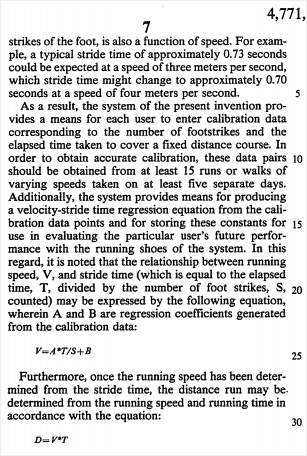 4,771,
7
strikes of the foot, is also a function of speed. For exam-
ple, a typical stride time of approximately 0.73 seconds
could be expected at a speed of three meters per second,
which stride time might change to approximately 0.70
seconds at a speed of four meters per second. 5
As a result, the system of the present invention pro-
vides a means for each user to enter calibration data
corresponding to the number of footstrikes and the
elapsed time taken to cover a fixed distance course. In
order to obtain accurate calibration, these data pairs 10
should be obtained from at least 15 runs or walks of
varying speeds taken on at least five separate days.
Additionally, the system provides means for producing
a velocity-stride time regression equation from the cali-
bration data points and for storing these constants for 15
use in evaluating the particular user's future perfor-
mance with the running shoes of the system. In this
regard, it is noted that the relationship between running
speed, V, and stride time (which is equal to the elapsed
time, T, divided by the number of foot strikes, S, 20
counted) may be expressed by the following equation,
wherein A and B are regression coefficients generated
from the calibration data:
V=A*T/S+B
25
Furthermore, once the running speed has been deter-
mined from the stride time, the distance run may be
determined from the running speed and running time in
accordance with the equation:
30
D=V*T